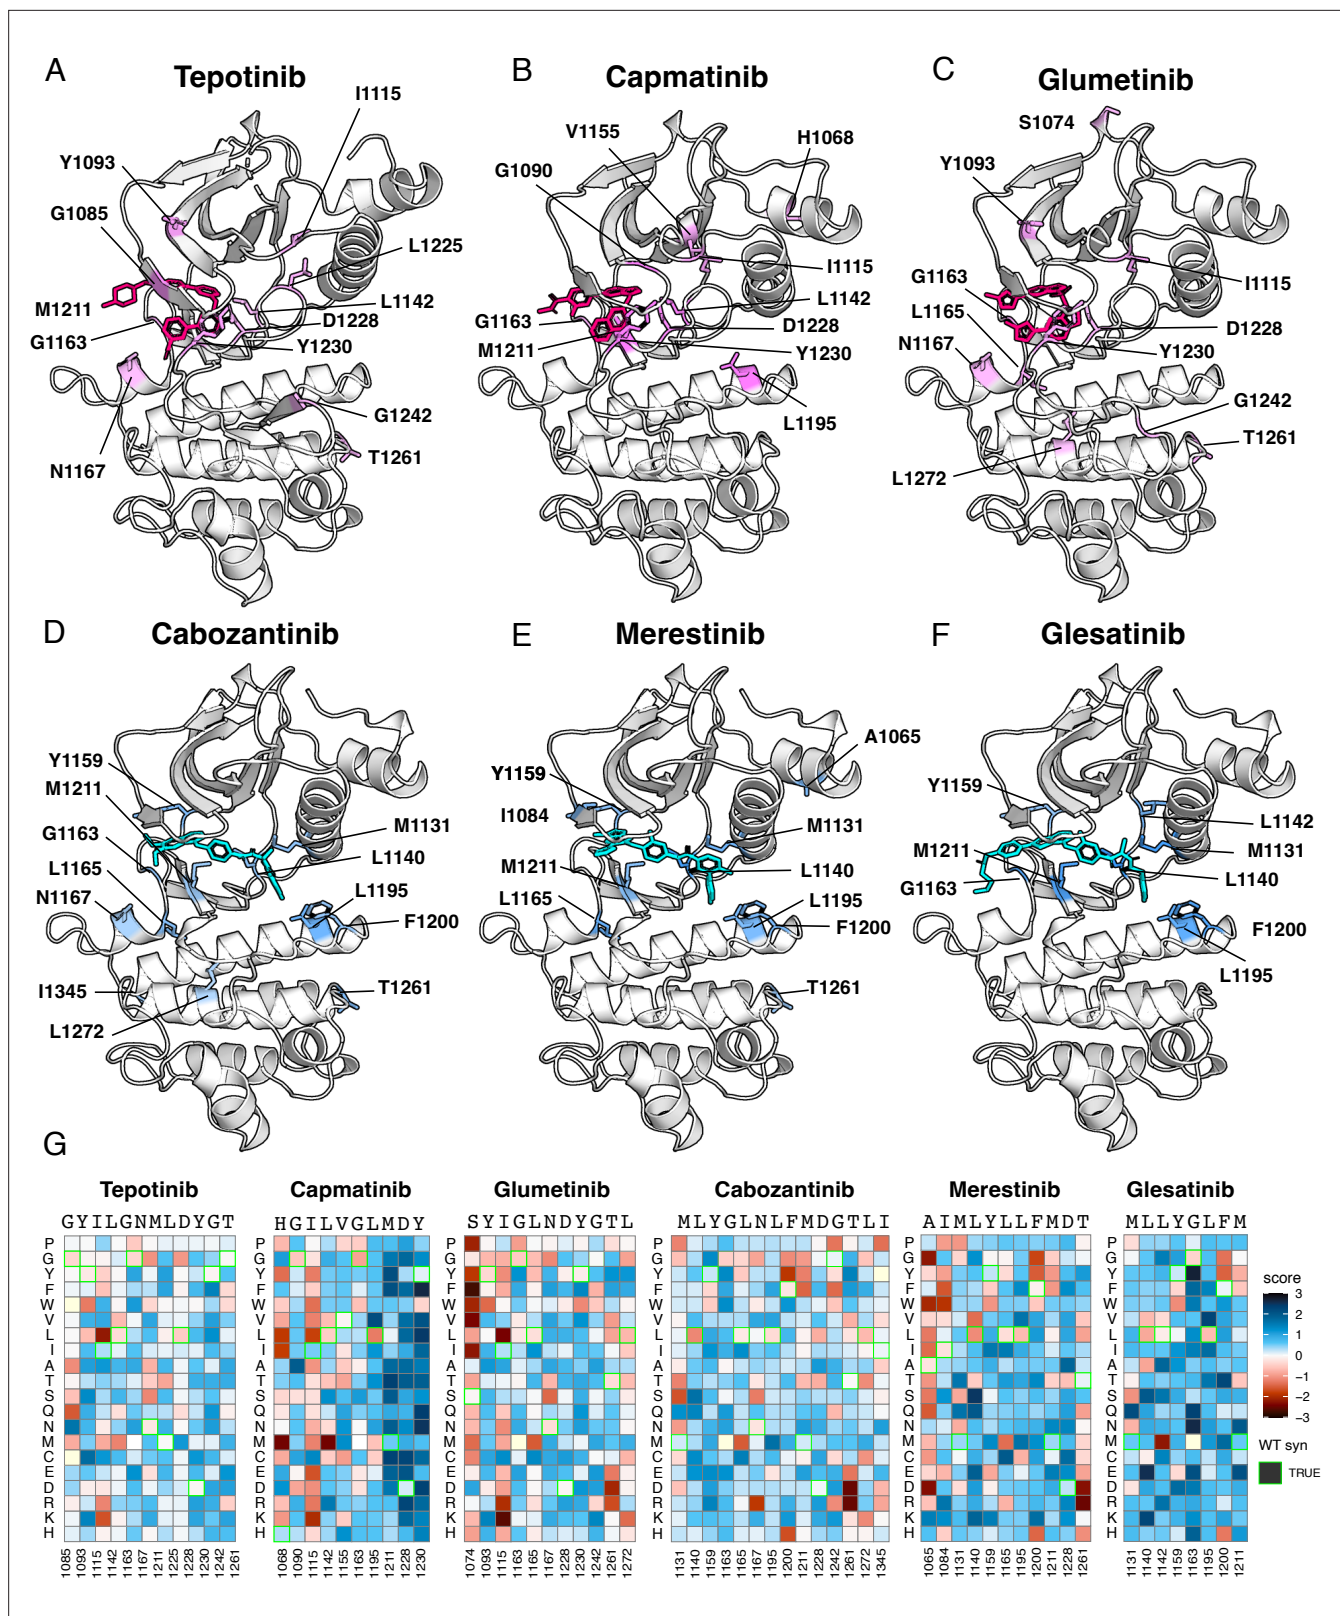 A
Tepotinib
I1115
Y1093
G1085
L1225
M1211
L1142
G1163
D1228
Y1230
G1242
N1167
T1261
B
Capmatinib
V1155
H1068
G1090
I1115
L1142
G1163
D1228
M1211
Y1230
L1195
C
Glumetinib
S1074
Y1093
I1115
G1163
L1165
D1228
N1167
Y1230
G1242
T1261
L1272
D
Cabozantinib
Y1159
M1211
G1163
M1131
L1165
L1140
N1167
L1195
F1200
I1345
T1261
L1272
E
Merestinib
A1065
Y1159
I1084
M1131
M1211
L1140
L1165
L1195
F1200
T1261
F
Glesatinib
Y1159
L1142
M1211
M1131
G1163
L1140
F1200
L1195
G
Tepotinib
GYILGNMLDYGT
P
G
Y
F
W
V
L
I
A
T
S
Q
N
M
C
E
D
R
K
H
1085 1093 1115 1142 1163 1167 1211 1225 1228 1230 1242 1261
Capmatinib
HGILVGLMDY
P
G
Y
F
W
V
L
I
A
T
S
Q
N
M
C
E
D
R
K
H
1068 1090 1115 1142 1155 1163 1195 1211 1228 1230
Glumetinib
SYIGLNDYGTL
P
G
Y
F
W
V
L
I
A
T
S
Q
N
M
C
E
D
R
K
H
1074 1093 1115 1163 1165 1167 1228 1230 1242 1261 1272
Cabozantinib
MLYGLNLFMDGTLI
P
G
Y
F
W
V
L
I
A
T
S
Q
N
M
C
E
D
R
K
H
1131 1140 1159 1163 1165 1167 1195 1200 1211 1228 1242 1261 1272 1345
Merestinib
AIMLYLLFMDT
P
G
Y
F
W
V
L
I
A
T
S
Q
N
M
C
E
D
R
K
H
1065 1084 1131 1140 1159 1165 1195 1200 1211 1228 1261
Glesatinib
MLLYGLFM
P
G
Y
F
W
V
L
I
A
T
S
Q
N
M
C
E
D
R
K
H
1131 1140 1142 1159 1163 1195 1200 1211
score
3
2
1
0
−1
−2
−3
WT syn
TRUE